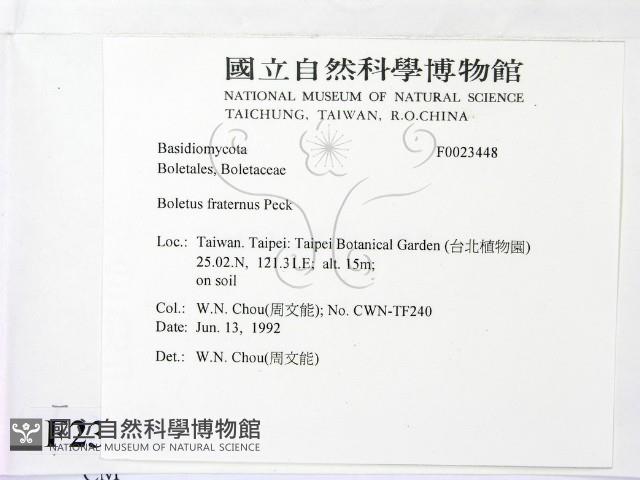 國立自然科學博物館
NATIONAL MUSEUM OF NATURAL SCIENCE
TAICHUNG, TAIWAN, R.O.CHINA
Basidiomycota F0023448
Boletales, Boletaceae
Boletus fraternus Peck
Loc.: Taiwan. Taipei: Taipei Botanical Garden (台北植物園)
25.02.N, 121.31.E; alt. 15m;
on soil
Col.: W.N. Chou(周文能); No. CWN-TF240
Date: Jun. 13, 1992
Det.: W.N. Chou(周文能)
國立自然科學博物館
NATIONAL MUSEUM OF NATURAL SCIENCE